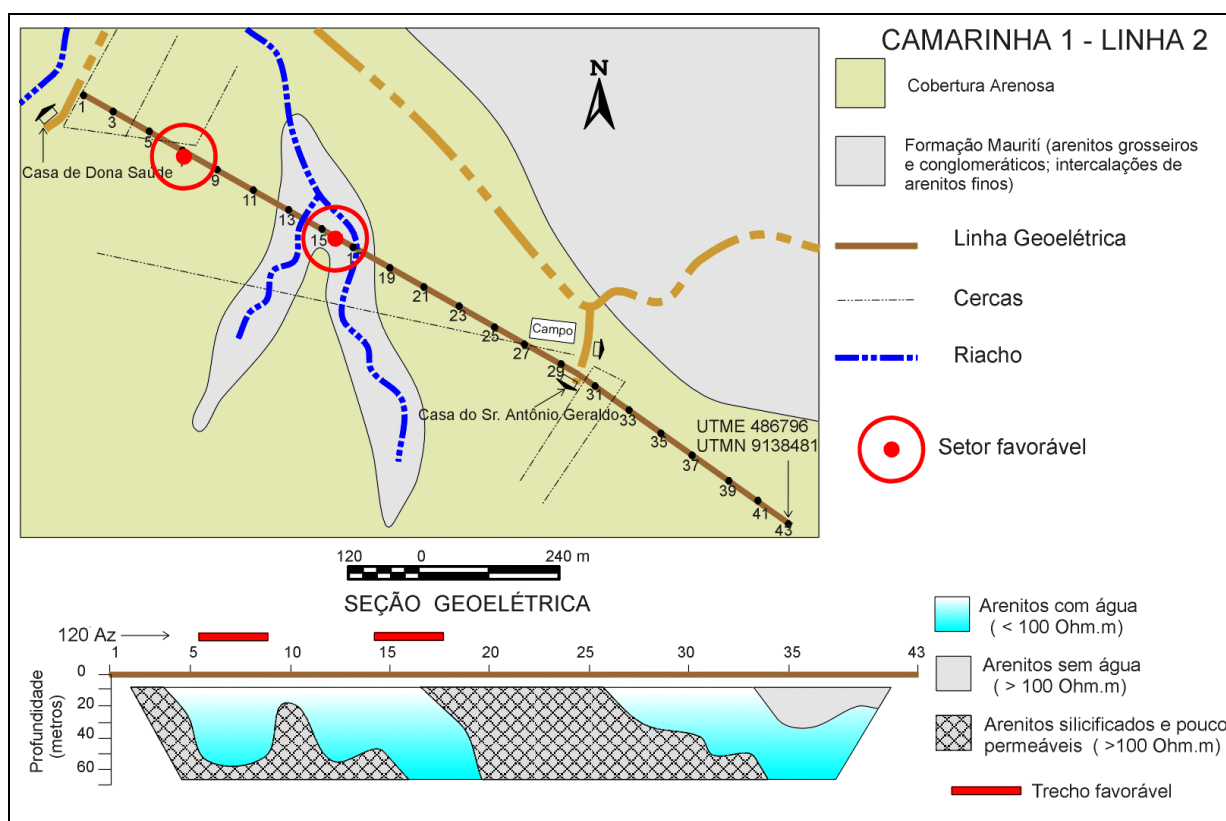 CAMARINHA 1 - LINHA 2
N
Cobertura Arenosa
Formação Maurití (arenitos grosseiros
e conglomeráticos; intercalações de
arenitos finos)
Linha Geoelétrica
Cercas
Riacho
Setor favorável
1
3
5
Casa de Dona Saúde
9
11
13
15
1
19
21
23
25
Campo
27
29
31
Casa do Sr. Antônio Geraldo
33
UTME 486796
UTMN 9138481
35
37
39
41
43
120 0 240 m
SEÇÃO GEOELÉTRICA
120 Az
1 5 10 15 20 25 30 35 43
Profundidade
(metros)
0
20
40
60
Arenitos com água
( < 100 Ohm.m)
Arenitos sem água
( > 100 Ohm.m)
Arenitos silicificados e pouco
permeáveis ( >100 Ohm.m)
Trecho favorável